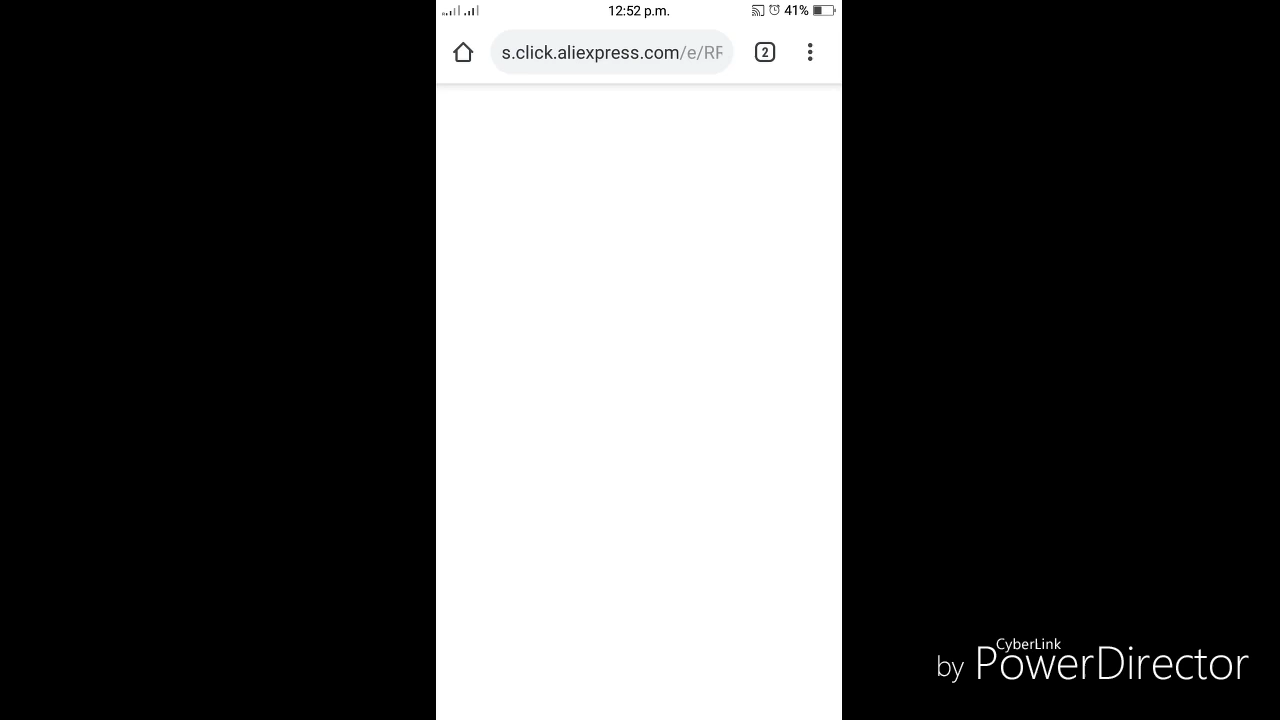 12:52 p.m.
41%
s.click.aliexpress.com/e/RF
2
CyberLink
by PowerDirector